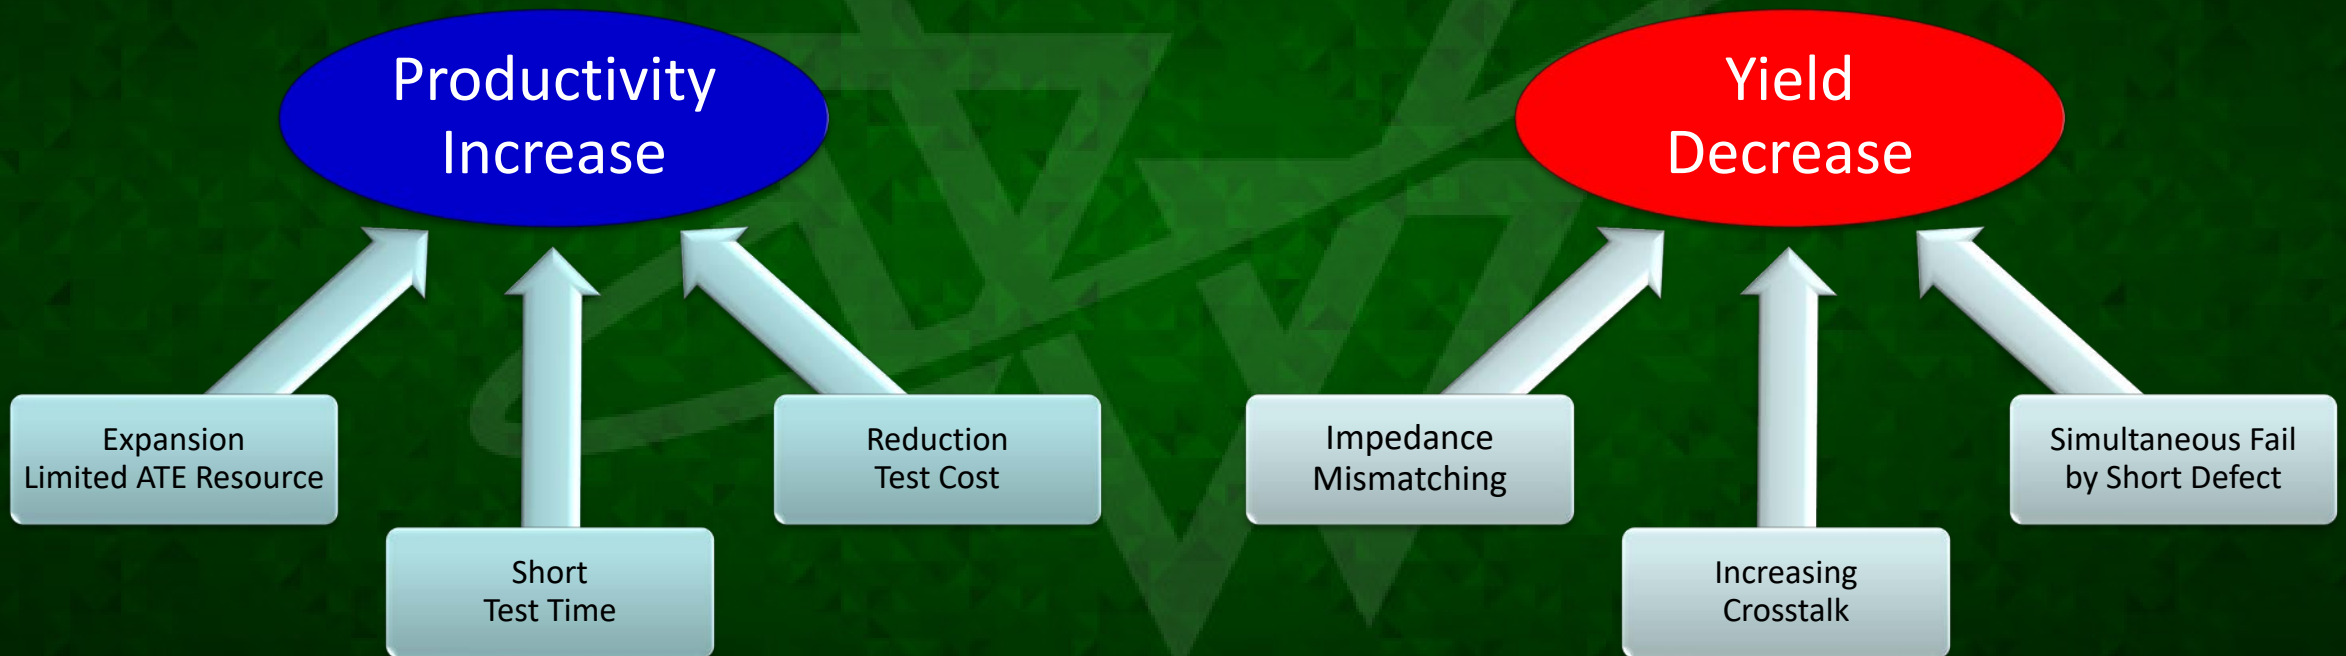 Productivity
Increase
Expansion
Limited ATE Resource
Short
Test Time
Reduction
Test Cost
Yield
Decrease
Impedance
Mismatching
Increasing
Crosstalk
Simultaneous Fail
by Short Defect